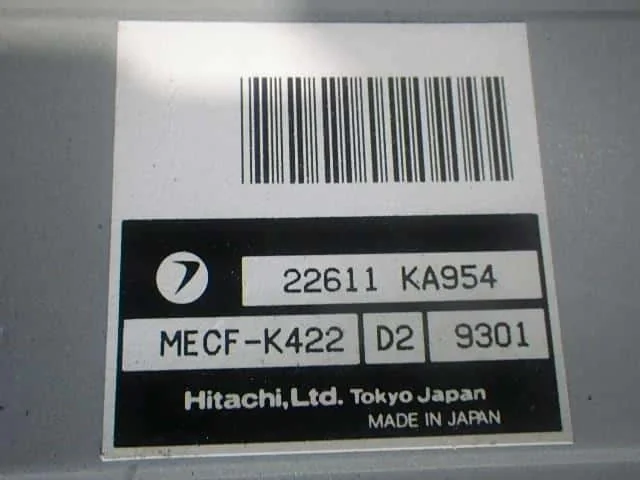 22611 KA954
MECF-K422 D2 9301
Hitachi, Ltd. Tokyo Japan
MADE IN JAPAN